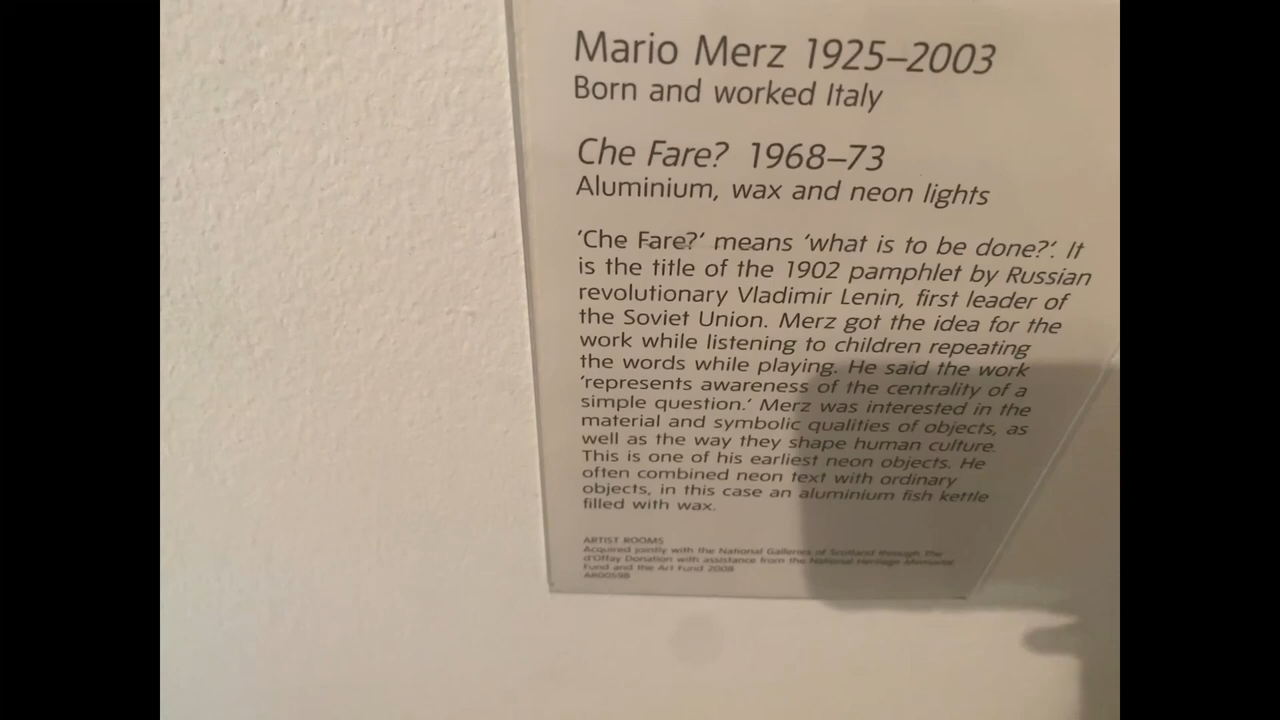 Mario Merz 1925–2003
Born and worked Italy
Che Fare? 1968–73
Aluminium, wax and neon lights
'Che Fare?' means 'what is to be done?'. It
is the title of the 1902 pamphlet by Russian
revolutionary Vladimir Lenin, first leader of
the Soviet Union. Merz got the idea for the
work while listening to children repeating
the words while playing. He said the work
'represents awareness of the centrality of a
simple question.' Merz was interested in the
material and symbolic qualities of objects, as
well as the way they shape human culture.
This is one of his earliest neon objects. He
often combined neon text with ordinary
objects, in this case an aluminium fish kettle
filled with wax.
ARTIST ROOMS
Acquired jointly with the National Galleries of Scotland through The
d'Offay Donation with assistance from the National Heritage Memorial
Fund and the Art Fund 2008